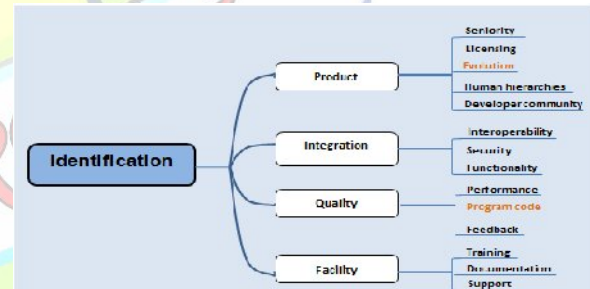 Identification
Product
Seniority
Licensing
Evolution
Human hierarchies
Developer community
Integration
Interoperability
Security
Functionality
Quality
Performance
Program code
Feedback
Facility
Training
Documentation
Support